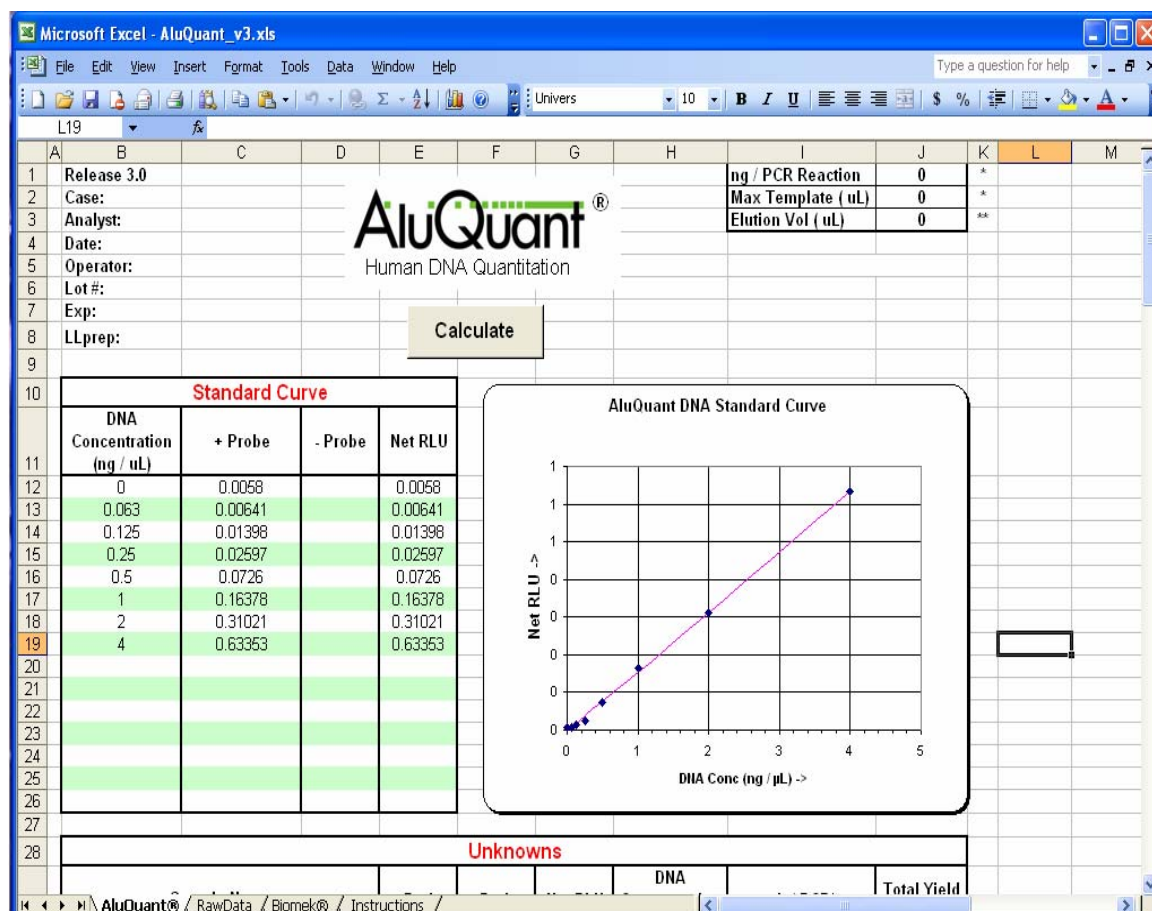 Microsoft Excel - AluQuant_v3.xls
File Edit View Insert Format Tools Data Window Help Type a question for help
Univers 10 B I U $ %
L19 fx
A B C D E F G H I J K L M
1 Release 3.0 ng / PCR Reaction 0 *
2 Case: Max Template ( uL) 0 *
3 Analyst: Elution Vol ( uL) 0 **
AluQuant ®
4 Date:
5 Operator: Human DNA Quantitation
6 Lot #:
7 Exp:
8 LLprep: Calculate
9
10 Standard Curve
11 DNA Concentration (ng / uL) + Probe - Probe Net RLU
12 0 0.0058 0.0058
13 0.063 0.00641 0.00641
14 0.125 0.01398 0.01398
15 0.25 0.02597 0.02597
16 0.5 0.0726 0.0726
17 1 0.16378 0.16378
18 2 0.31021 0.31021
19 4 0.63353 0.63353
20
21
22
23
24
25
26
27
AluQuant DNA Standard Curve
Net RLU ->
1
1
1
0
0
0
0
0
0 1 2 3 4 5
DNA Conc (ng / µL) ->
28 Unknowns
DNA
Total Yield
AluQuant® / RawData / Biomek® / Instructions /